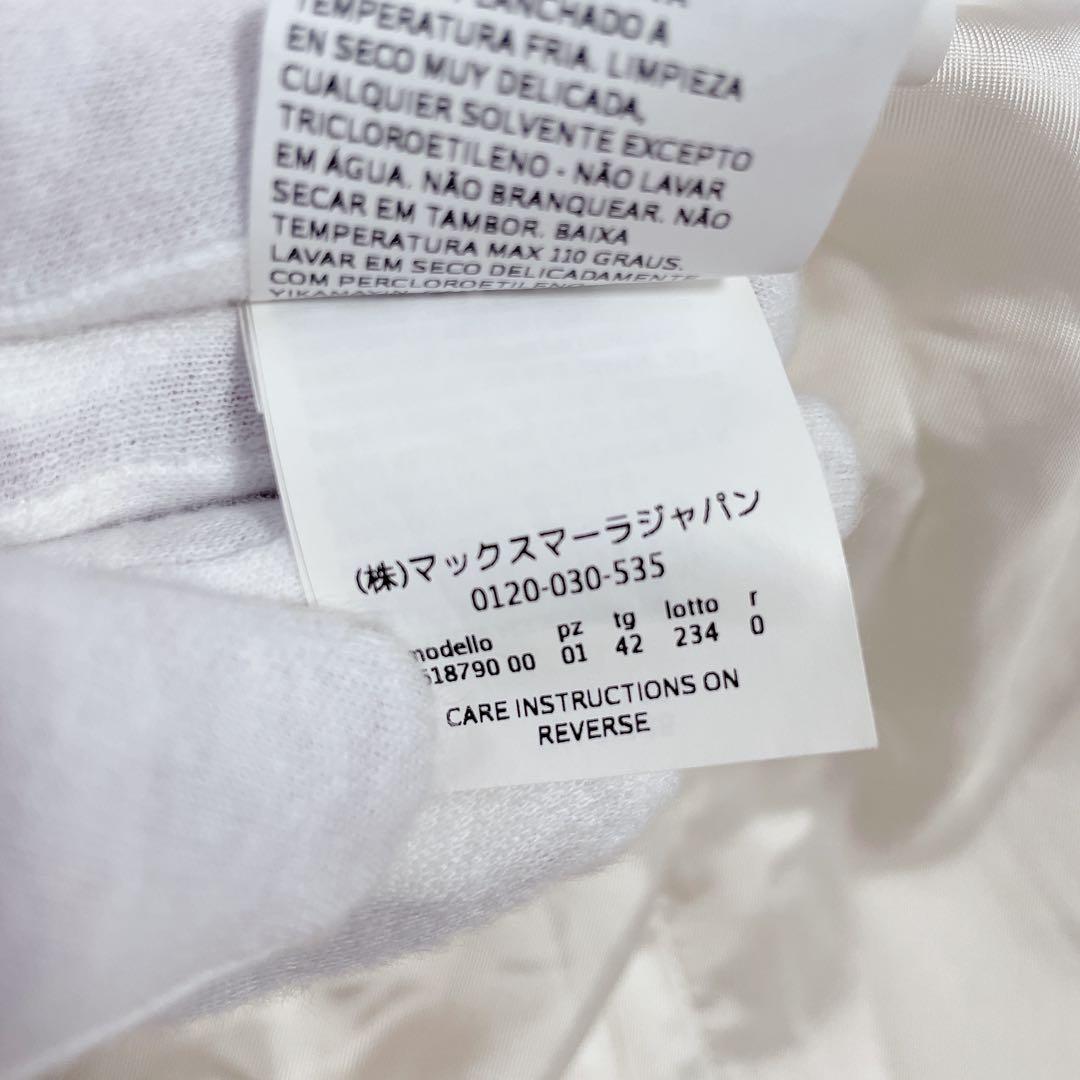 PLANCHADO A
TEMPERATURA FRIA. LIMPIEZA
EN SECO MUY DELICADA,
CUALQUIER SOLVENTE EXCEPTO
TRICLOROETILENO - NÃO LAVAR
EM ÁGUA. NÃO BRANQUEAR. NÃO
SECAR EM TAMBOR. BAIXA
TEMPERATURA MAX 110 GRAUS.
LAVAR EM SECO DELICADAMENTE
COM PERCLOROETILENO
(株)マックスマーラジャパン
0120-030-535
modello pz tg lotto r
618790 00 01 42 234 0
CARE INSTRUCTIONS ON
REVERSE